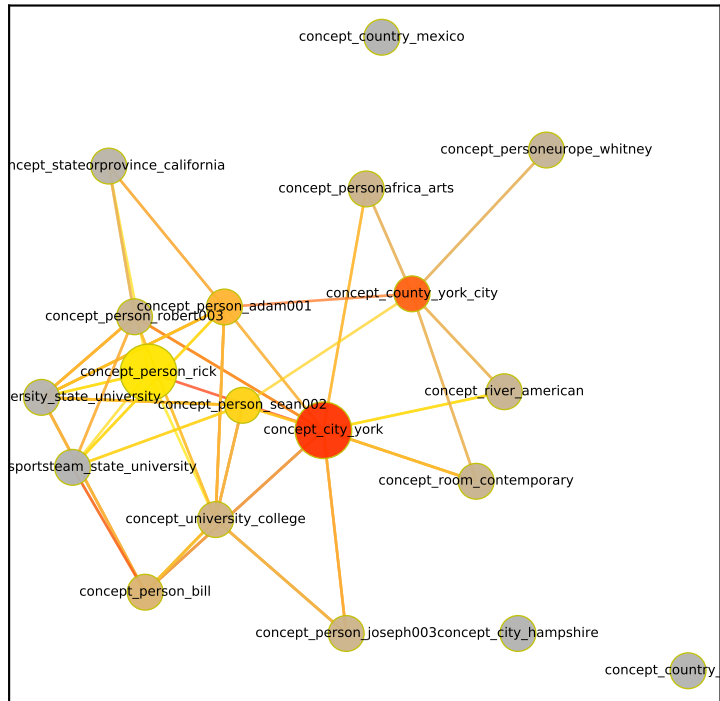 concept_country_mexico
concept_personeurope_whitney
ncept_stateorprovince_california
concept_personafrica_arts
concept_county_york_city
concept_person_adam001
concept_person_robert003
concept_person_rick
concept_river_american
ersity_state_university
concept_person_sean002
concept_city_york
sportsteam_state_university
concept_room_contemporary
concept_university_college
concept_person_bill
concept_person_joseph003
concept_city_hampshire
concept_country_